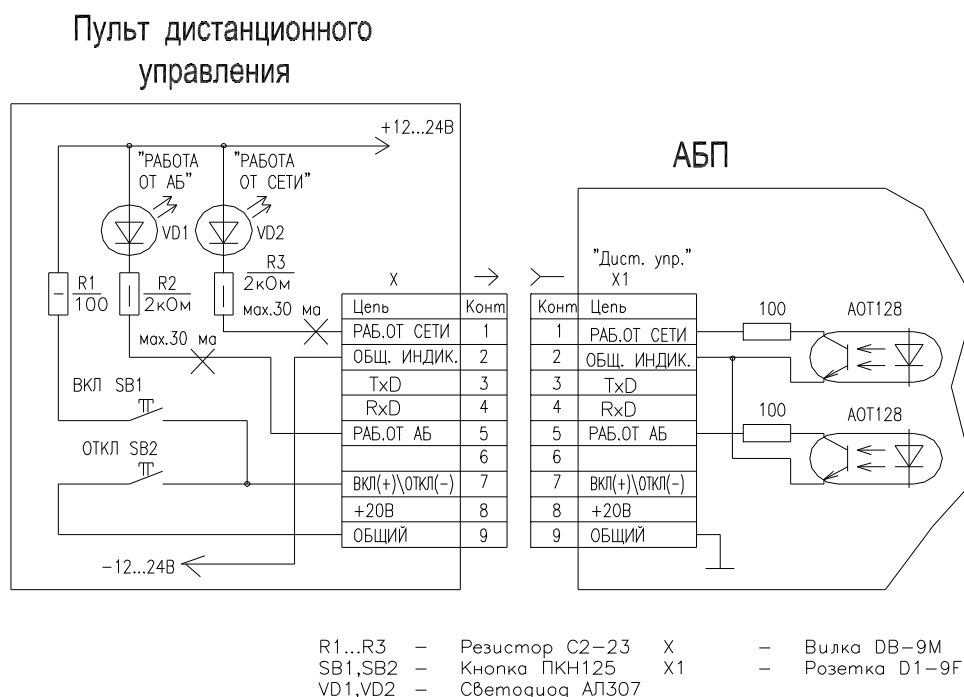 Пульт дистанционного
управления
+12...24В
АБП
"РАБОТА
ОТ АБ"
"РАБОТА
ОТ СЕТИ"
VD1
VD2
R1
100
R2
2кОм
R3
2кОм
мах.30 ма
мах.30 ма
ВКЛ SB1
ОТКЛ SB2
-12...24В
Х
Цепь Конт
РАБ.ОТ СЕТИ 1
ОБЩ. ИНДИК. 2
TxD 3
RxD 4
РАБ.ОТ АБ 5
6
ВКЛ(+)\ОТКЛ(-) 7
+20В 8
ОБЩИЙ 9
"Дист. упр."
Х1
Конт Цепь
1 РАБ.ОТ СЕТИ
2 ОБЩ. ИНДИК.
3 TxD
4 RxD
5 РАБ.ОТ АБ
6
7 ВКЛ(+)\ОТКЛ(-)
8 +20В
9 ОБЩИЙ
100
АОТ128
100
АОТ128
R1...R3 – Резистор С2-23 Х – Вилка DB-9M
SB1,SB2 – Кнопка ПКН125 Х1 – Розетка D1-9F
VD1,VD2 – Светодиод АЛ307